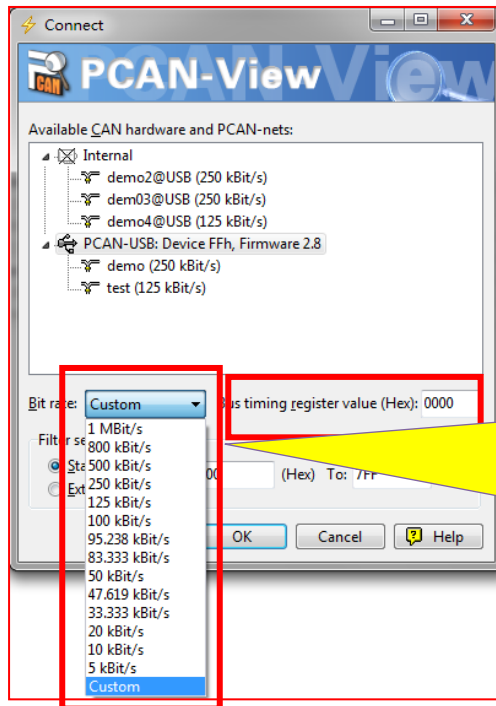 Connect
PCAN-View
Available CAN hardware and PCAN-nets:
Internal
demo2@USB (250 kBit/s)
dem03@USB (250 kBit/s)
demo4@USB (125 kBit/s)
PCAN-USB: Device FFh, Firmware 2.8
demo (250 kBit/s)
test (125 kBit/s)
Bit rate: Custom Bus timing register value (Hex): 0000
1 MBit/s
800 kBit/s
500 kBit/s
250 kBit/s
(Hex) To:
125 kBit/s
100 kBit/s
95.238 kBit/s
OK Cancel Help
83.333 kBit/s
50 kBit/s
47.619 kBit/s
33.333 kBit/s
20 kBit/s
10 kBit/s
5 kBit/s
Custom